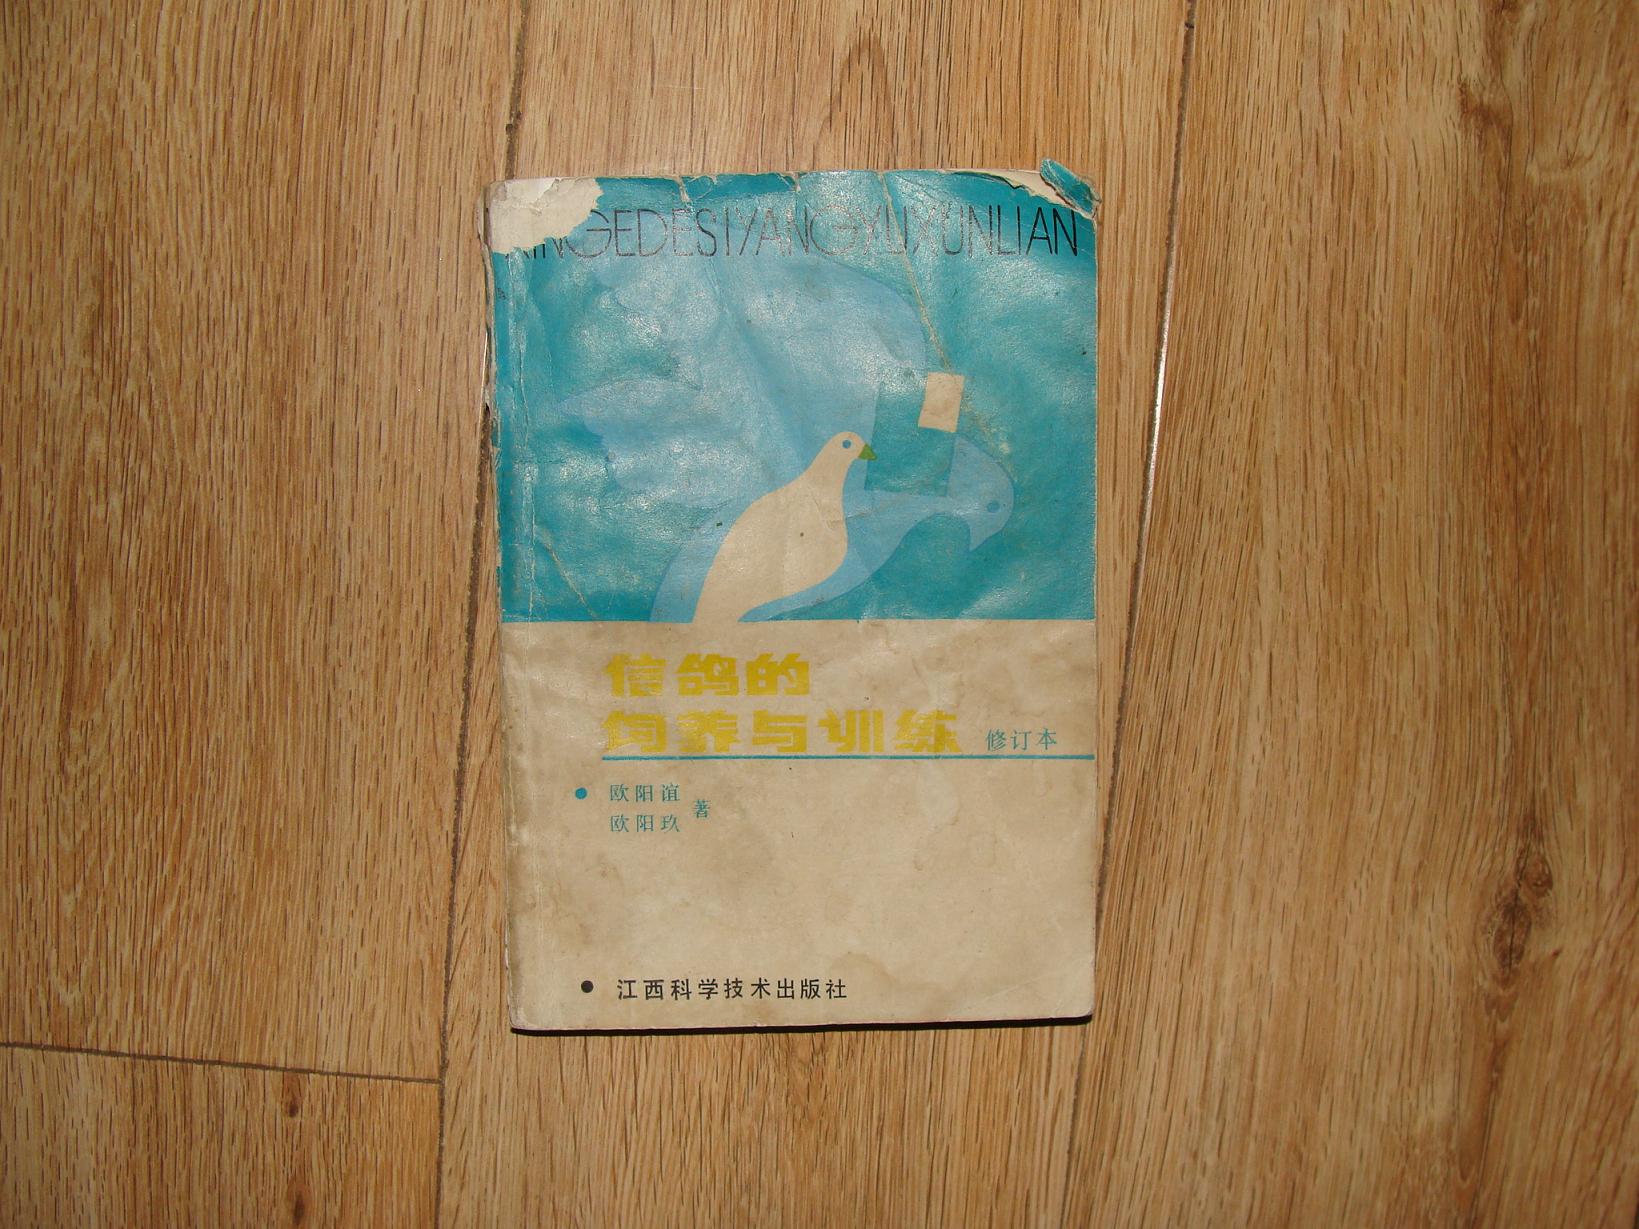 XINGEDESIYANGYUXUNLIAN
信鸽的
饲养与训练 修订本
欧阳谊
欧阳玖 著
江西科学技术出版社